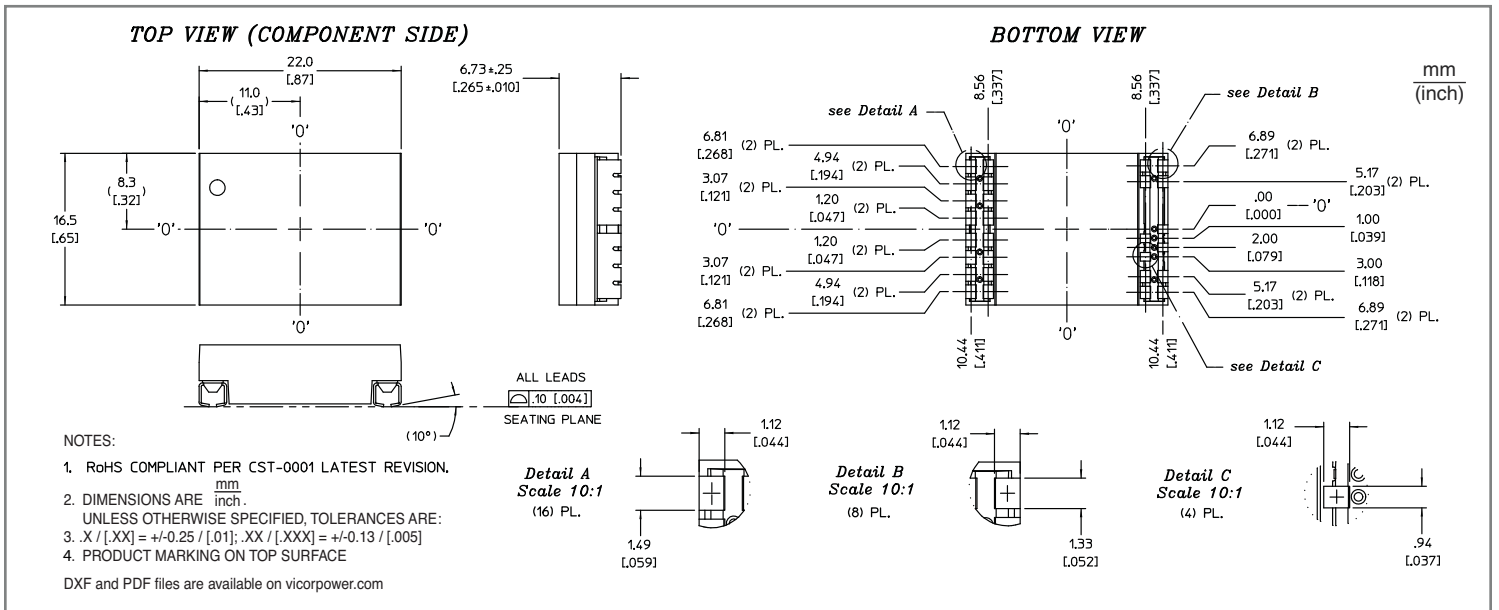 TOP VIEW (COMPONENT SIDE)
22.0
[.87]
(11.0)
[.43]
'0'
8.3
(.32)
16.5
[.65]
'0'
'0'
'0'
6.73±.25
[.265±.010]
ALL LEADS
.10 [.004]
SEATING PLANE
(10°)
BOTTOM VIEW
mm
(inch)
8.56
[.337]
8.56
[.337]
see Detail A
see Detail B
'0'
6.81
[.268] (2) PL.
4.94
[.194] (2) PL.
3.07
[.121] (2) PL.
1.20
[.047] (2) PL.
'0'
1.20
[.047] (2) PL.
3.07
[.121] (2) PL.
4.94
[.194] (2) PL.
6.81
[.268] (2) PL.
6.89
[.271] (2) PL.
5.17
[.203] (2) PL.
.00
[.000]
'0'
1.00
[.039]
2.00
[.079]
3.00
[.118]
5.17
[.203] (2) PL.
6.89
[.271] (2) PL.
'0'
10.44
[.411]
10.44
[.411]
see Detail C
NOTES:
1. RoHS COMPLIANT PER CST-0001 LATEST REVISION.
2. DIMENSIONS ARE mm
inch.
UNLESS OTHERWISE SPECIFIED, TOLERANCES ARE:
3. .X / [.XX] = +/-0.25 / [.01]; .XX / [.XXX] = +/-0.13 / [.005]
4. PRODUCT MARKING ON TOP SURFACE
DXF and PDF files are available on vicorpower.com
Detail A
Scale 10:1
(16) PL.
1.12
[.044]
1.49
[.059]
Detail B
Scale 10:1
(8) PL.
1.12
[.044]
1.33
[.052]
Detail C
Scale 10:1
(4) PL.
1.12
[.044]
.94
[.037]